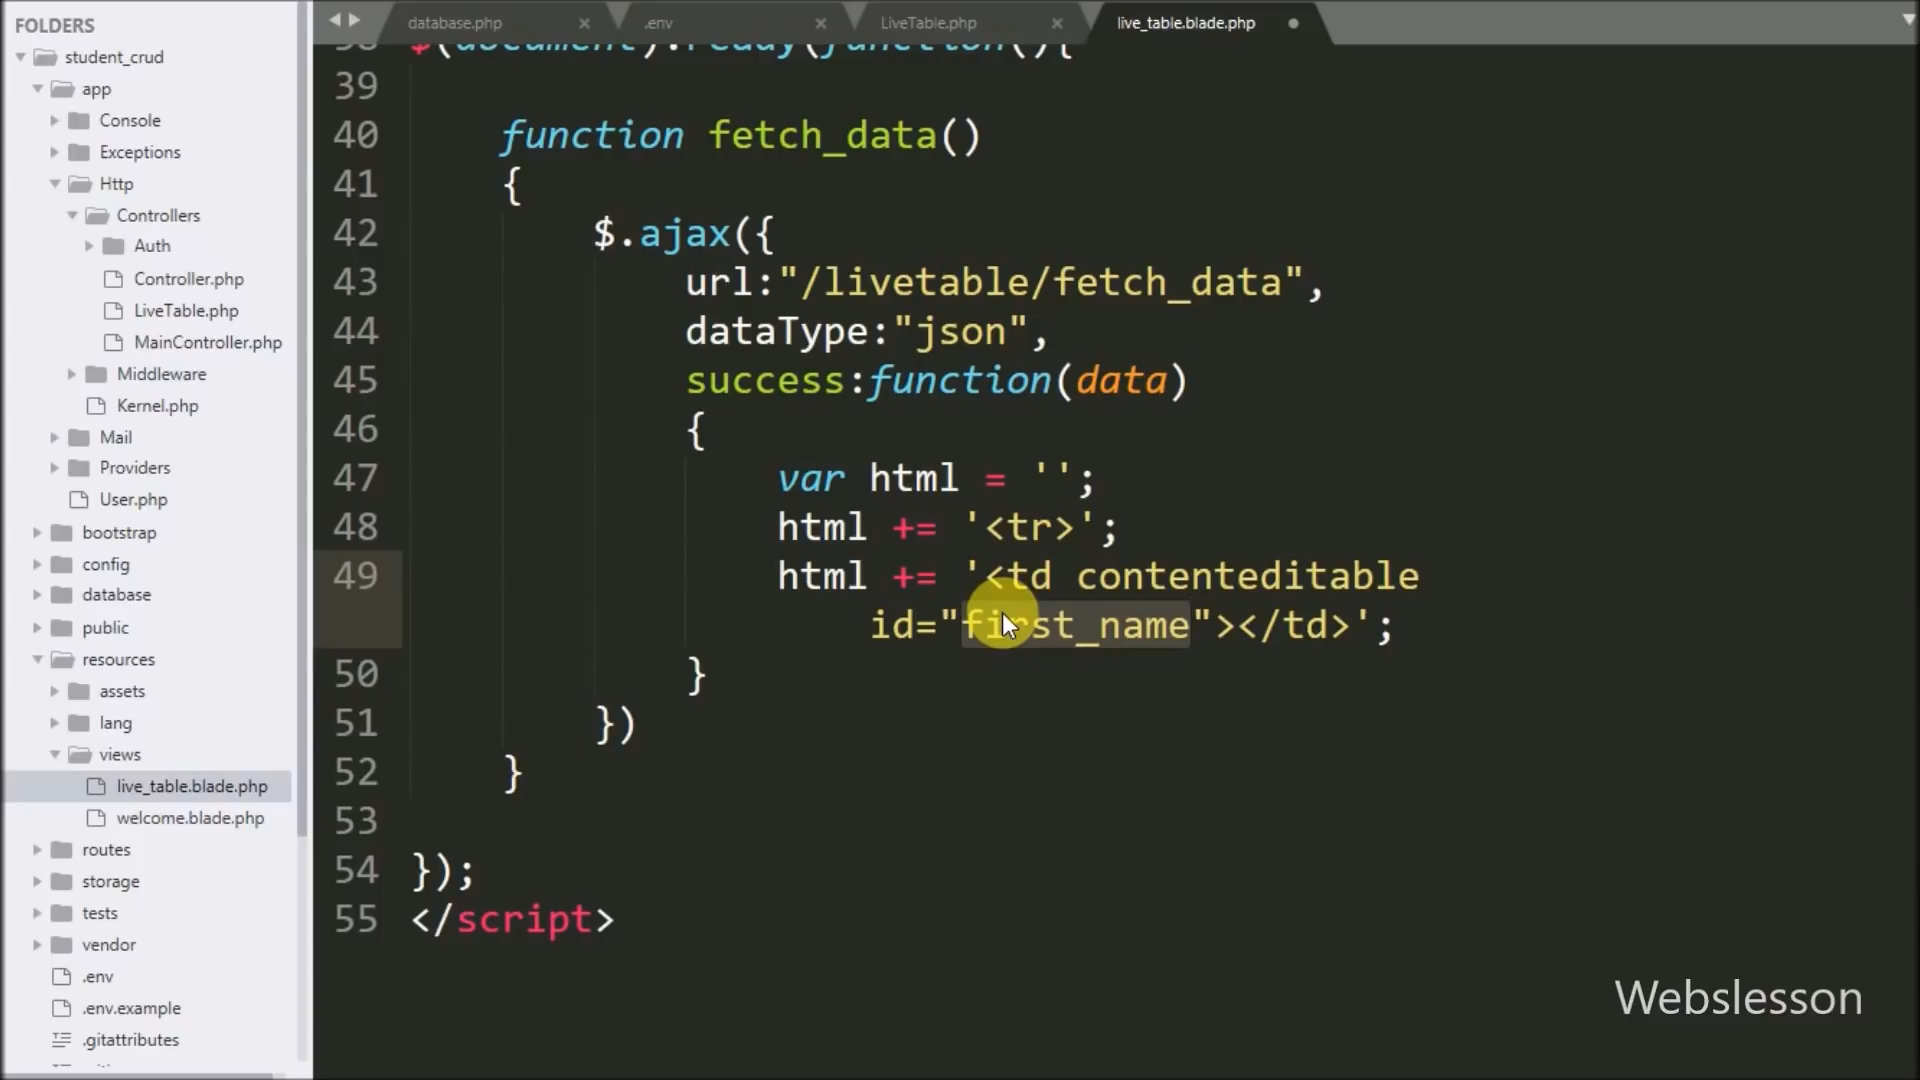 FOLDERS
student_crud
app
Console
Exceptions
Http
Controllers
Auth
Controller.php
LiveTable.php
MainController.php
Middleware
Kernel.php
Mail
Providers
User.php
bootstrap
config
database
public
resources
assets
lang
views
live_table.blade.php
welcome.blade.php
routes
storage
tests
vendor
.env
.env.example
.gitattributes
database.php
.env
LiveTable.php
live_table.blade.php
38 $(document).ready(function(){
39
40 function fetch_data()
41 {
42 $.ajax({
43 url:"/livetable/fetch_data",
44 dataType:"json",
45 success:function(data)
46 {
47 var html = '';
48 html += '<tr>';
49 html += '<td contenteditable
id="first_name"></td>';
50 }
51 })
52 }
53
54 });
55 </script>
Webslesson